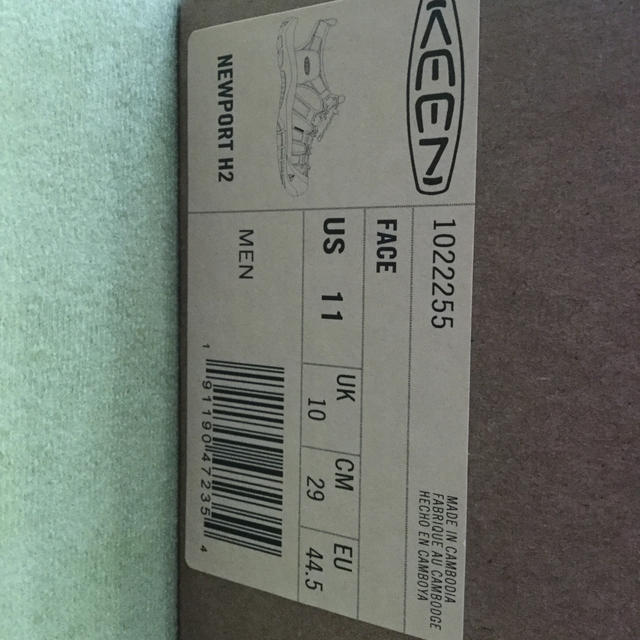 KEEN
NEWPORT H2
1022255
MADE IN CAMBODIA
FABRIQUE AU CAMBODGE
HECHO EN CAMBOYA
FACE
US 11
UK 10
CM 29
EU 44.5
MEN
1 91190 47235 4